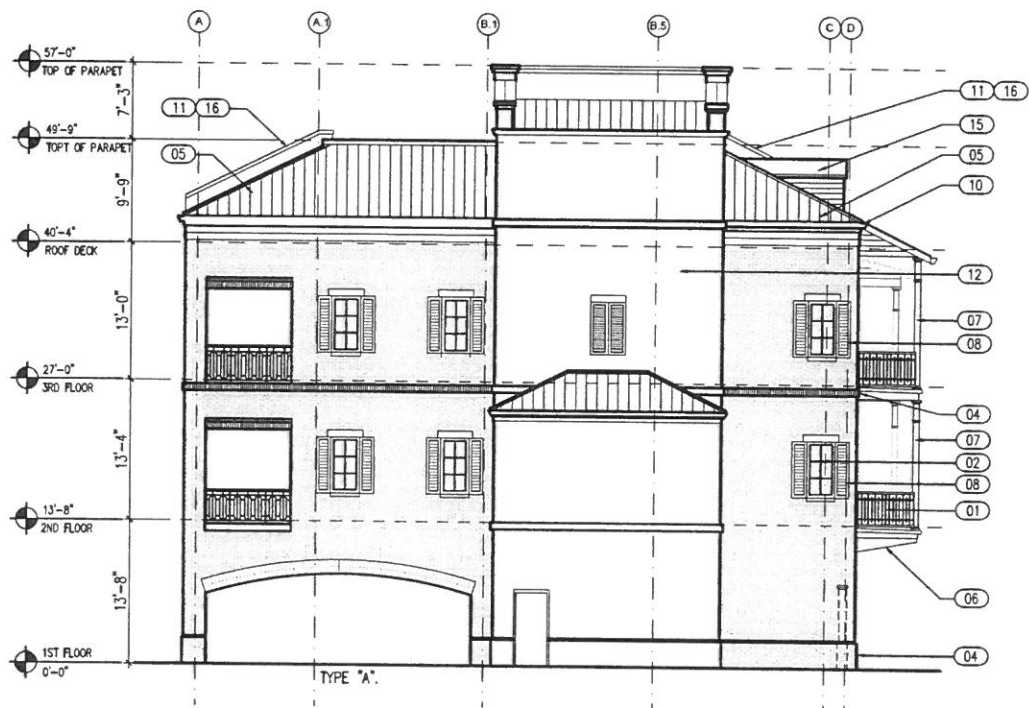 A
A.1
B.1
B.5
C
D
57'-0"
TOP OF PARAPET
7'-3"
11 16
11 16
49'-9"
TOPT OF PARAPET
15
05
05
9'-9"
10
40'-4"
ROOF DECK
12
13'-0"
07
08
27'-0"
3RD FLOOR
04
13'-4"
07
02
08
13'-8"
2ND FLOOR
01
13'-8"
06
1ST FLOOR
0'-0"
04
TYPE "A".